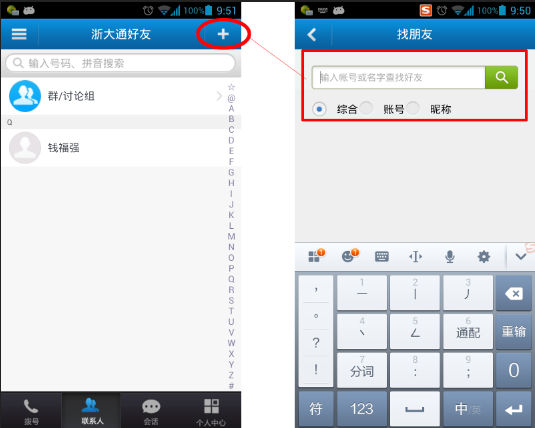 100% 9:51
浙大通好友
输入号码、拼音搜索
群/讨论组
☆
@
A
B
C
D
E
F
G
H
I
J
K
L
M
N
O
P
Q
R
S
T
U
V
W
X
Y
Z
#
Q
钱福强
拨号
联系人
会话
个人中心
100% 9:50
找朋友
输入帐号或名字查找好友
综合 账号 昵称
， 1 一 2 丨 3 丿
。 4 丶 5 ㄥ 6 通配 重输
？ 7 分词 8 ： 9 ； 0
！
符 123 中/英